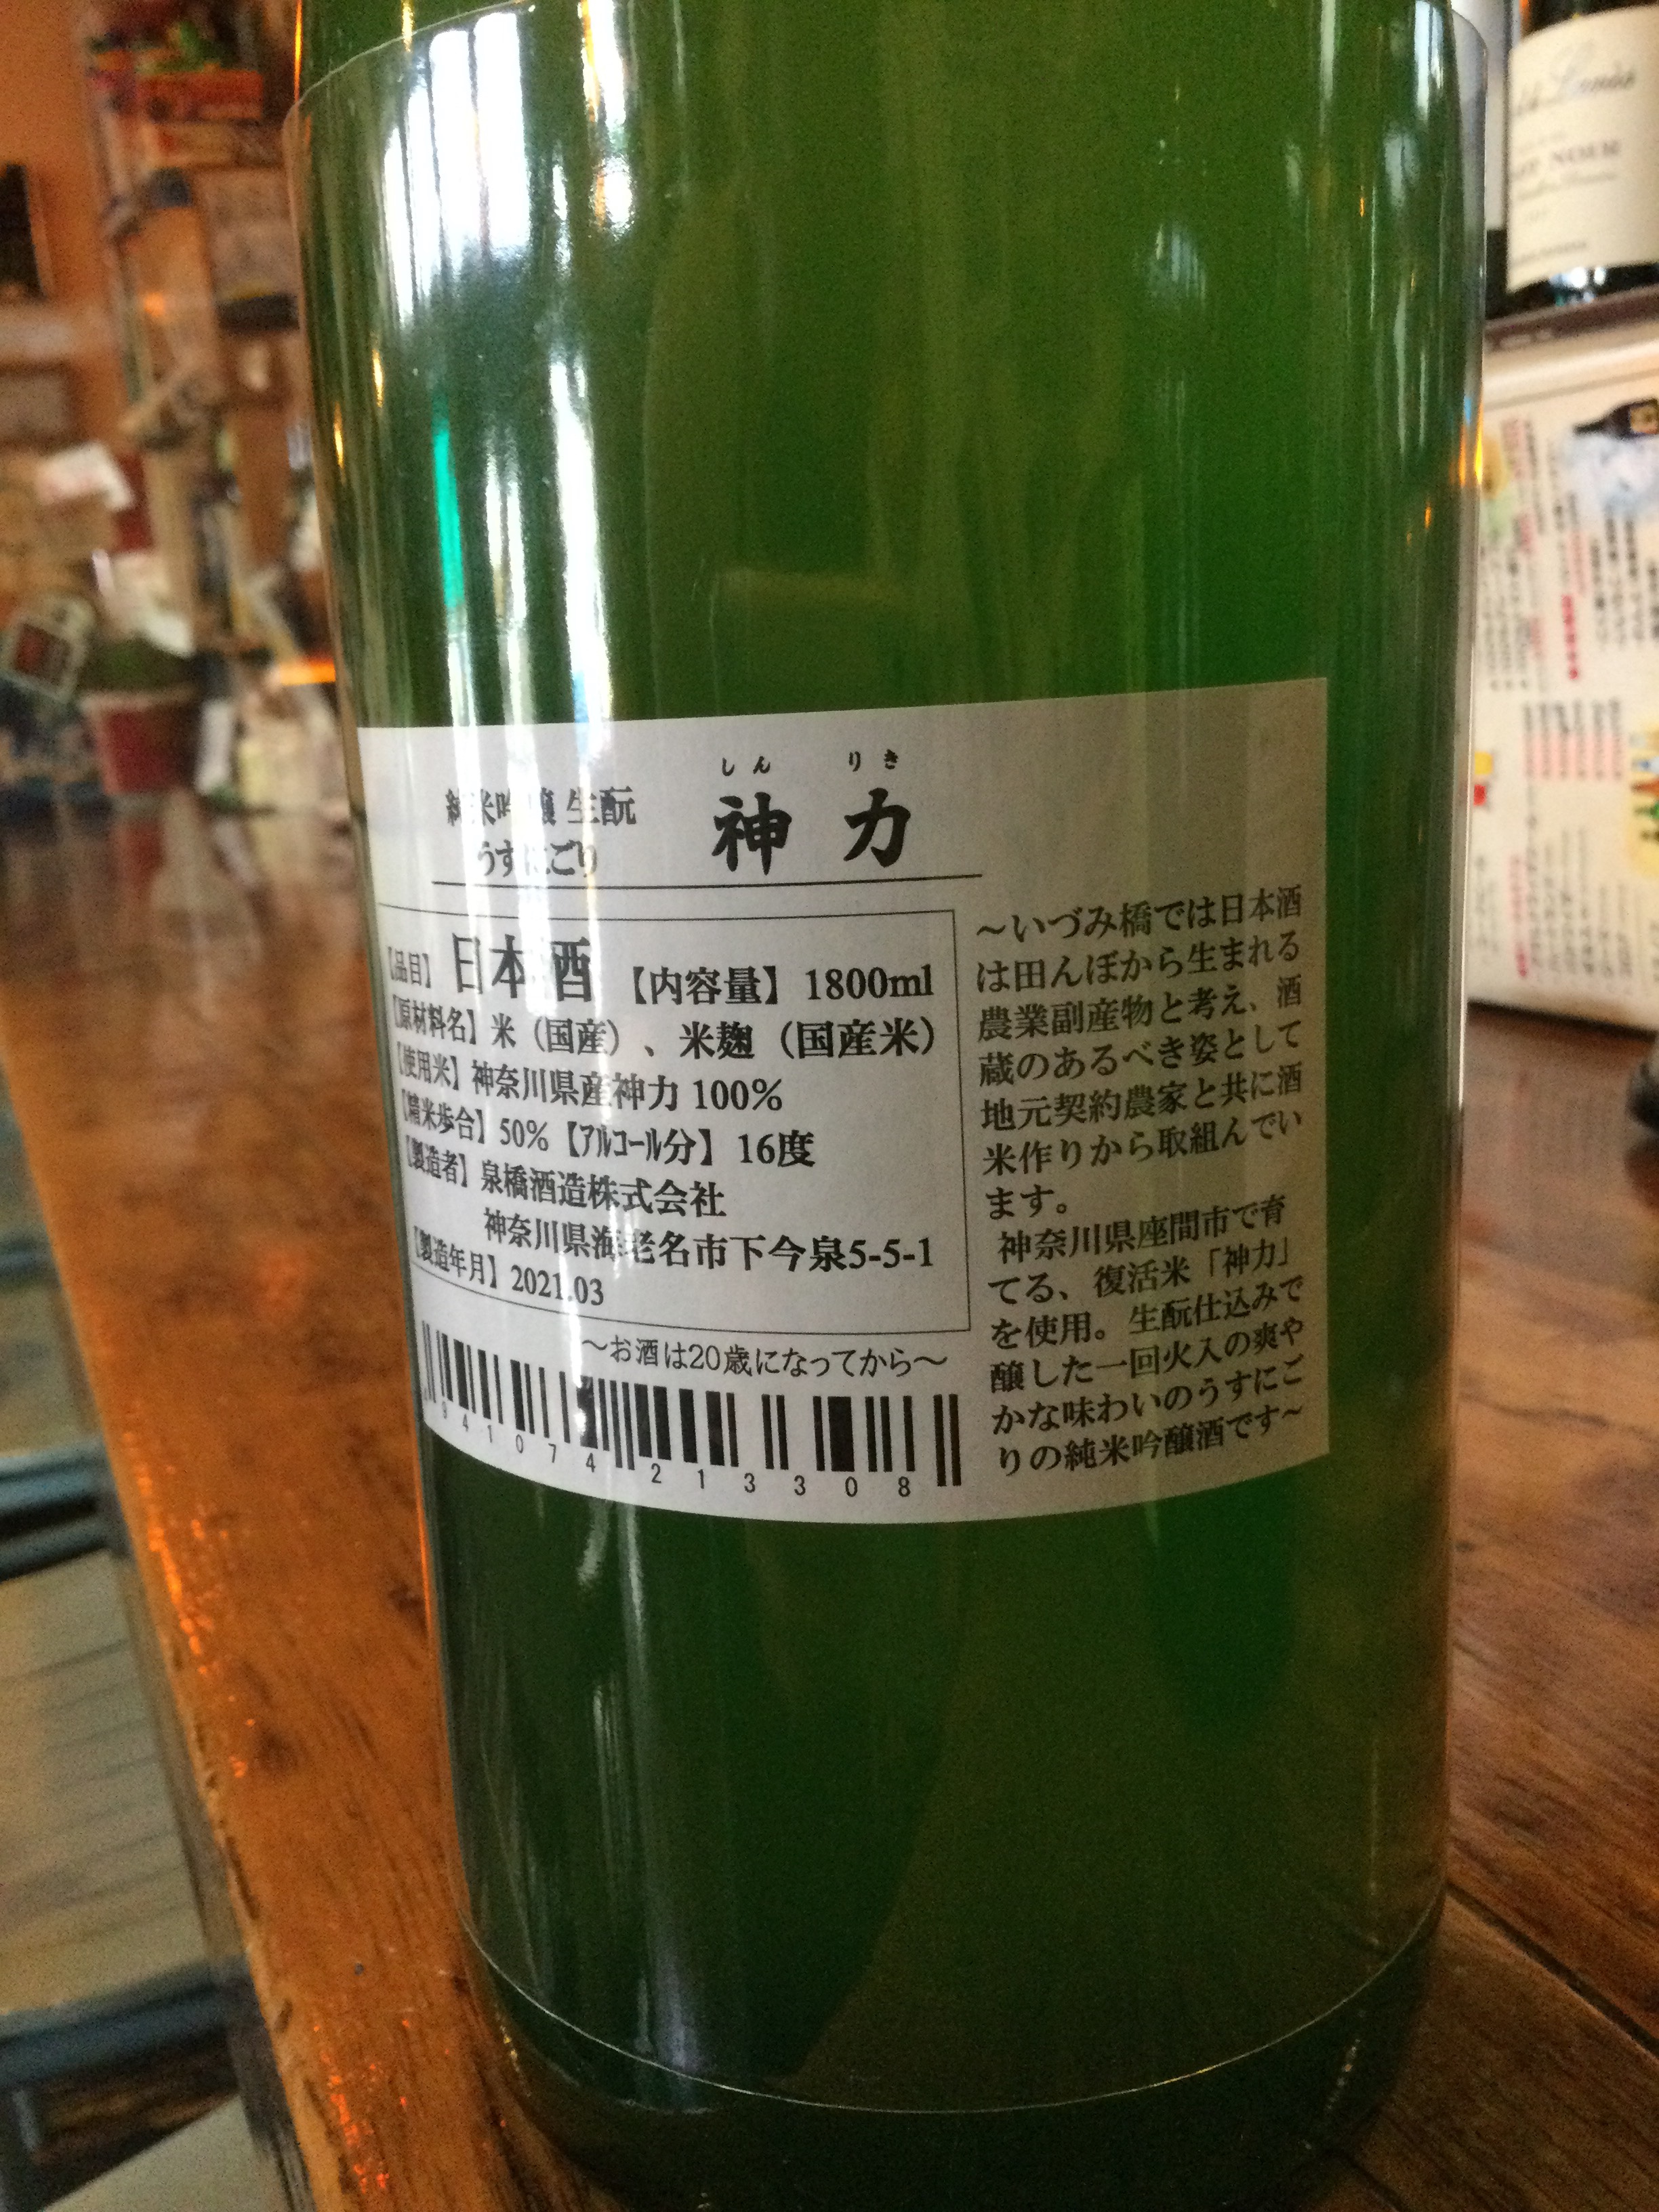 しん りき
純米吟醸 生酛 神力
うすにごり
【品目】 日本酒 【内容量】 1800ml
【原材料名】 米（国産）、米麹（国産米）
【使用米】 神奈川県産神力 100%
【精米歩合】 50% 【アルコール分】 16度
【製造者】 泉橋酒造株式会社
神奈川県海老名市下今泉5-5-1
【製造年月】 2021.03
～お酒は20歳になってから～
941074 213308
～いづみ橋では日本酒
は田んぼから生まれる
農業副産物と考え、酒
蔵のあるべき姿として
地元契約農家と共に酒
米作りから取組んでい
ます。
神奈川県座間市で育
てる、復活米「神力」
を使用。生酛仕込みで
醸した一回火入の爽や
かな味わいのうすにご
りの純米吟醸酒です~